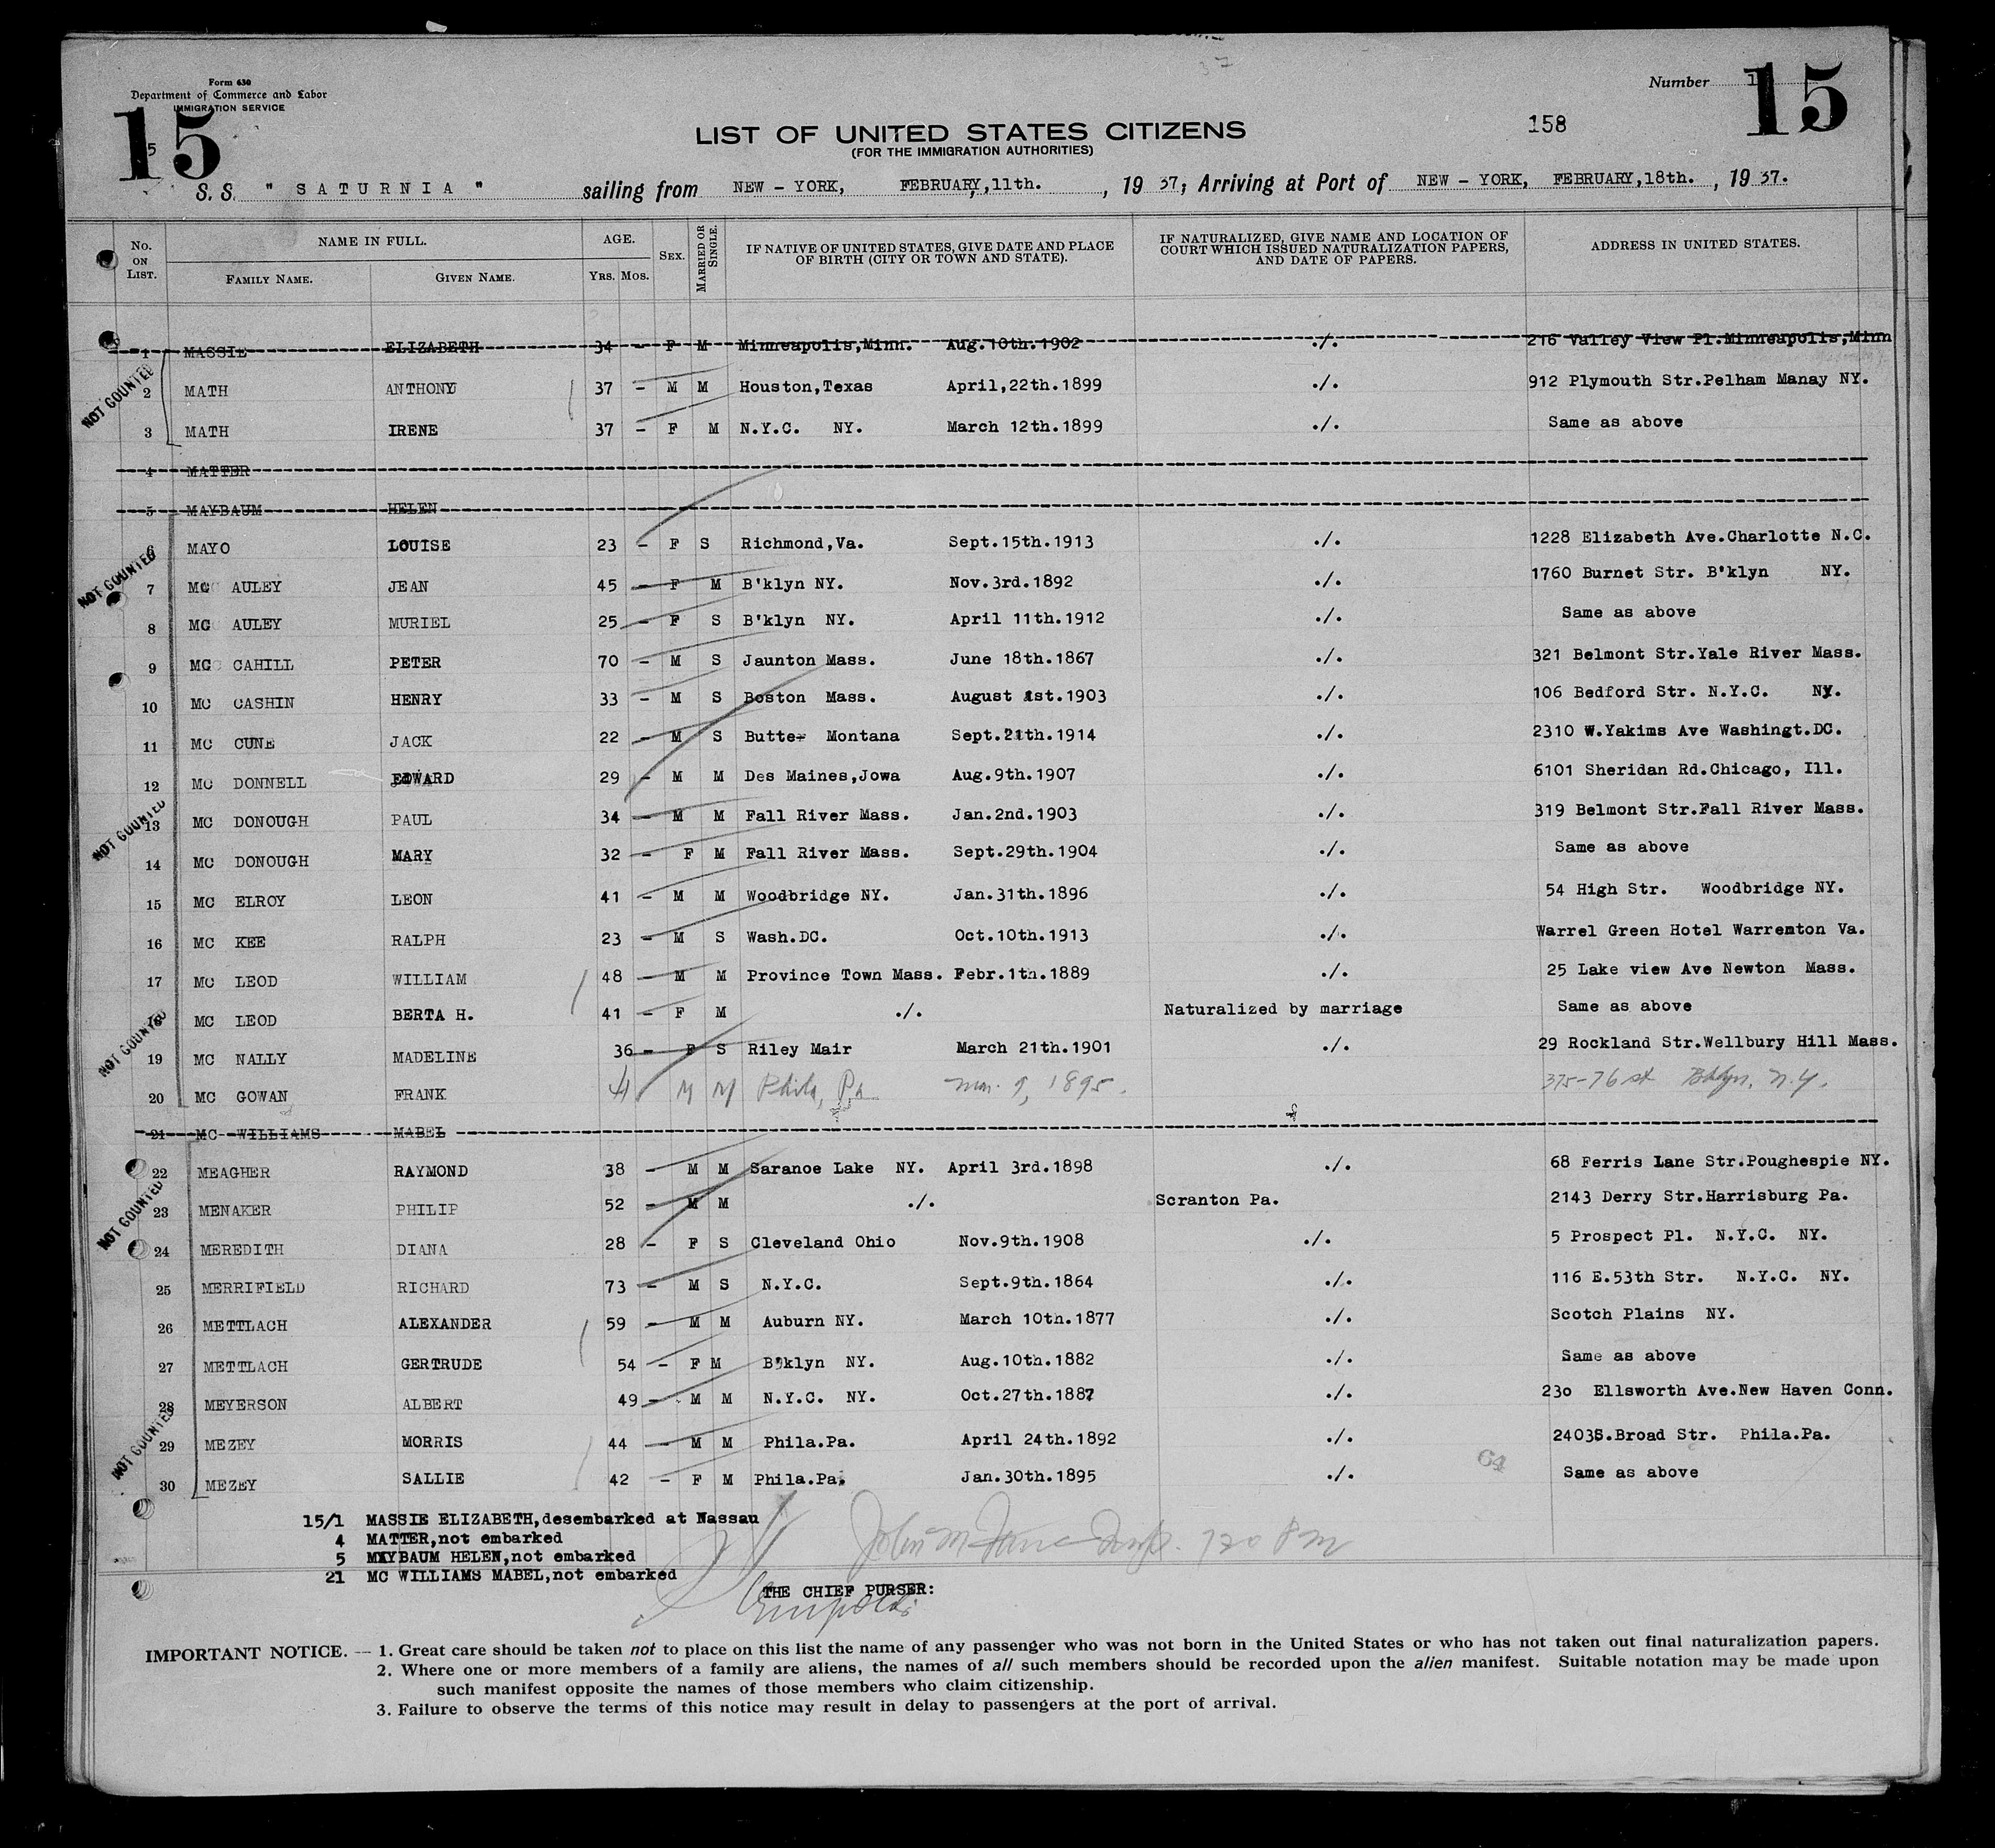 Form 630
Department of Commerce and Labor
IMMIGRATION SERVICE
15
Number 15
158
LIST OF UNITED STATES CITIZENS
(FOR THE IMMIGRATION AUTHORITIES)
S. S. " SATURNIA " sailing from NEW - YORK, FEBRUARY, 11th. , 19 37; Arriving at Port of NEW - YORK, FEBRUARY, 18th. , 19 37.
No. ON LIST. NAME IN FULL. FAMILY NAME. GIVEN NAME. AGE. YRS. MOS. SEX. MARRIED OR SINGLE. IF NATIVE OF UNITED STATES, GIVE DATE AND PLACE OF BIRTH (CITY OR TOWN AND STATE). IF NATURALIZED, GIVE NAME AND LOCATION OF COURT WHICH ISSUED NATURALIZATION PAPERS, AND DATE OF PAPERS. ADDRESS IN UNITED STATES.
1 MASSIE ELIZABETH 34 - F M Minneapolis,Minn. Aug.10th.1902 ./. 216 Valley View Pl.Minneapolis,Minn
NOT COUNTED
2 MATH ANTHONY 37 - M M Houston,Texas April,22th.1899 ./. 912 Plymouth Str.Pelham Manay NY.
3 MATH IRENE 37 - F M N.Y.C. NY. March 12th.1899 ./. Same as above
4 MATTER
5 MAYBAUM HELEN
NOT COUNTED
6 MAYO LOUISE 23 - F S Richmond,Va. Sept.15th.1913 ./. 1228 Elizabeth Ave.Charlotte N.C.
7 MC AULEY JEAN 45 - F M B'klyn NY. Nov.3rd.1892 ./. 1760 Burnet Str. B'klyn NY.
8 MC AULEY MURIEL 25 - F S B'klyn NY. April 11th.1912 ./. Same as above
9 MC CAHILL PETER 70 - M S Jaunton Mass. June 18th.1867 ./. 321 Belmont Str.Yale River Mass.
10 MC CASHIN HENRY 33 - M S Boston Mass. August 1st.1903 ./. 106 Bedford Str. N.Y.C. NY.
11 MC CUNE JACK 22 - M S Butte- Montana Sept.21th.1914 ./. 2310 W.Yakims Ave Washingt.DC.
12 MC DONNELL EDWARD 29 - M M Des Maines,Jowa Aug.9th.1907 ./. 6101 Sheridan Rd.Chicago, Ill.
NOT COUNTED
13 MC DONOUGH PAUL 34 - M M Fall River Mass. Jan.2nd.1903 ./. 319 Belmont Str.Fall River Mass.
14 MC DONOUGH MARY 32 - F M Fall River Mass. Sept.29th.1904 ./. Same as above
15 MC ELROY LEON 41 - M M Woodbridge NY. Jan.31th.1896 ./. 54 High Str. Woodbridge NY.
16 MC KEE RALPH 23 - M S Wash.DC. Oct.10th.1913 ./. Warrel Green Hotel Warremton Va.
17 MC LEOD WILLIAM 48 - M M Province Town Mass. Febr.1th.1889 ./. 25 Lake view Ave Newton Mass.
NOT COUNTED
18 MC LEOD BERTA H. 41 - F M ./. Naturalized by marriage Same as above
19 MC NALLY MADELINE 36 - F S Riley Mair March 21th.1901 ./. 29 Rockland Str.Wellbury Hill Mass.
20 MC GOWAN FRANK 41 M M Phila, Pa Mar. 9, 1895. 375-76 st Bklyn, N.Y.
21 MC WILLIAMS MABEL
22 MEAGHER RAYMOND 38 - M M Saranoe Lake NY. April 3rd.1898 ./. 68 Ferris Lane Str.Poughespie NY.
NOT COUNTED
23 MENAKER PHILIP 52 - M M ./. Scranton Pa. 2143 Derry Str.Harrisburg Pa.
24 MEREDITH DIANA 28 - F S Cleveland Ohio Nov.9th.1908 ./. 5 Prospect Pl. N.Y.C. NY.
25 MERRIFIELD RICHARD 73 - M S N.Y.C. Sept.9th.1864 ./. 116 E.53th Str. N.Y.C. NY.
26 METTLACH ALEXANDER 59 - M M Auburn NY. March 10th.1877 ./. Scotch Plains NY.
27 METTLACH GERTRUDE 54 - F M B'klyn NY. Aug.10th.1882 ./. Same as above
28 MEYERSON ALBERT 49 - M M N.Y.C. NY. Oct.27th.1887 ./. 23o Ellsworth Ave.New Haven Conn.
NOT COUNTED
29 MEZEY MORRIS 44 - M M Phila.Pa. April 24th.1892 ./. 2403S.Broad Str. Phila.Pa.
30 MEZEY SALLIE 42 - F M Phila.Pa. Jan.30th.1895 ./. Same as above
64
15/1 MASSIE ELIZABETH,desembarked at Nassau
4 MATTER,not embarked
5 MAYBAUM HELEN,not embarked
21 MC WILLIAMS MABEL,not embarked
THE CHIEF PURSER:
IMPORTANT NOTICE. — 1. Great care should be taken not to place on this list the name of any passenger who was not born in the United States or who has not taken out final naturalization papers.
2. Where one or more members of a family are aliens, the names of all such members should be recorded upon the alien manifest. Suitable notation may be made upon
such manifest opposite the names of those members who claim citizenship.
3. Failure to observe the terms of this notice may result in delay to passengers at the port of arrival.